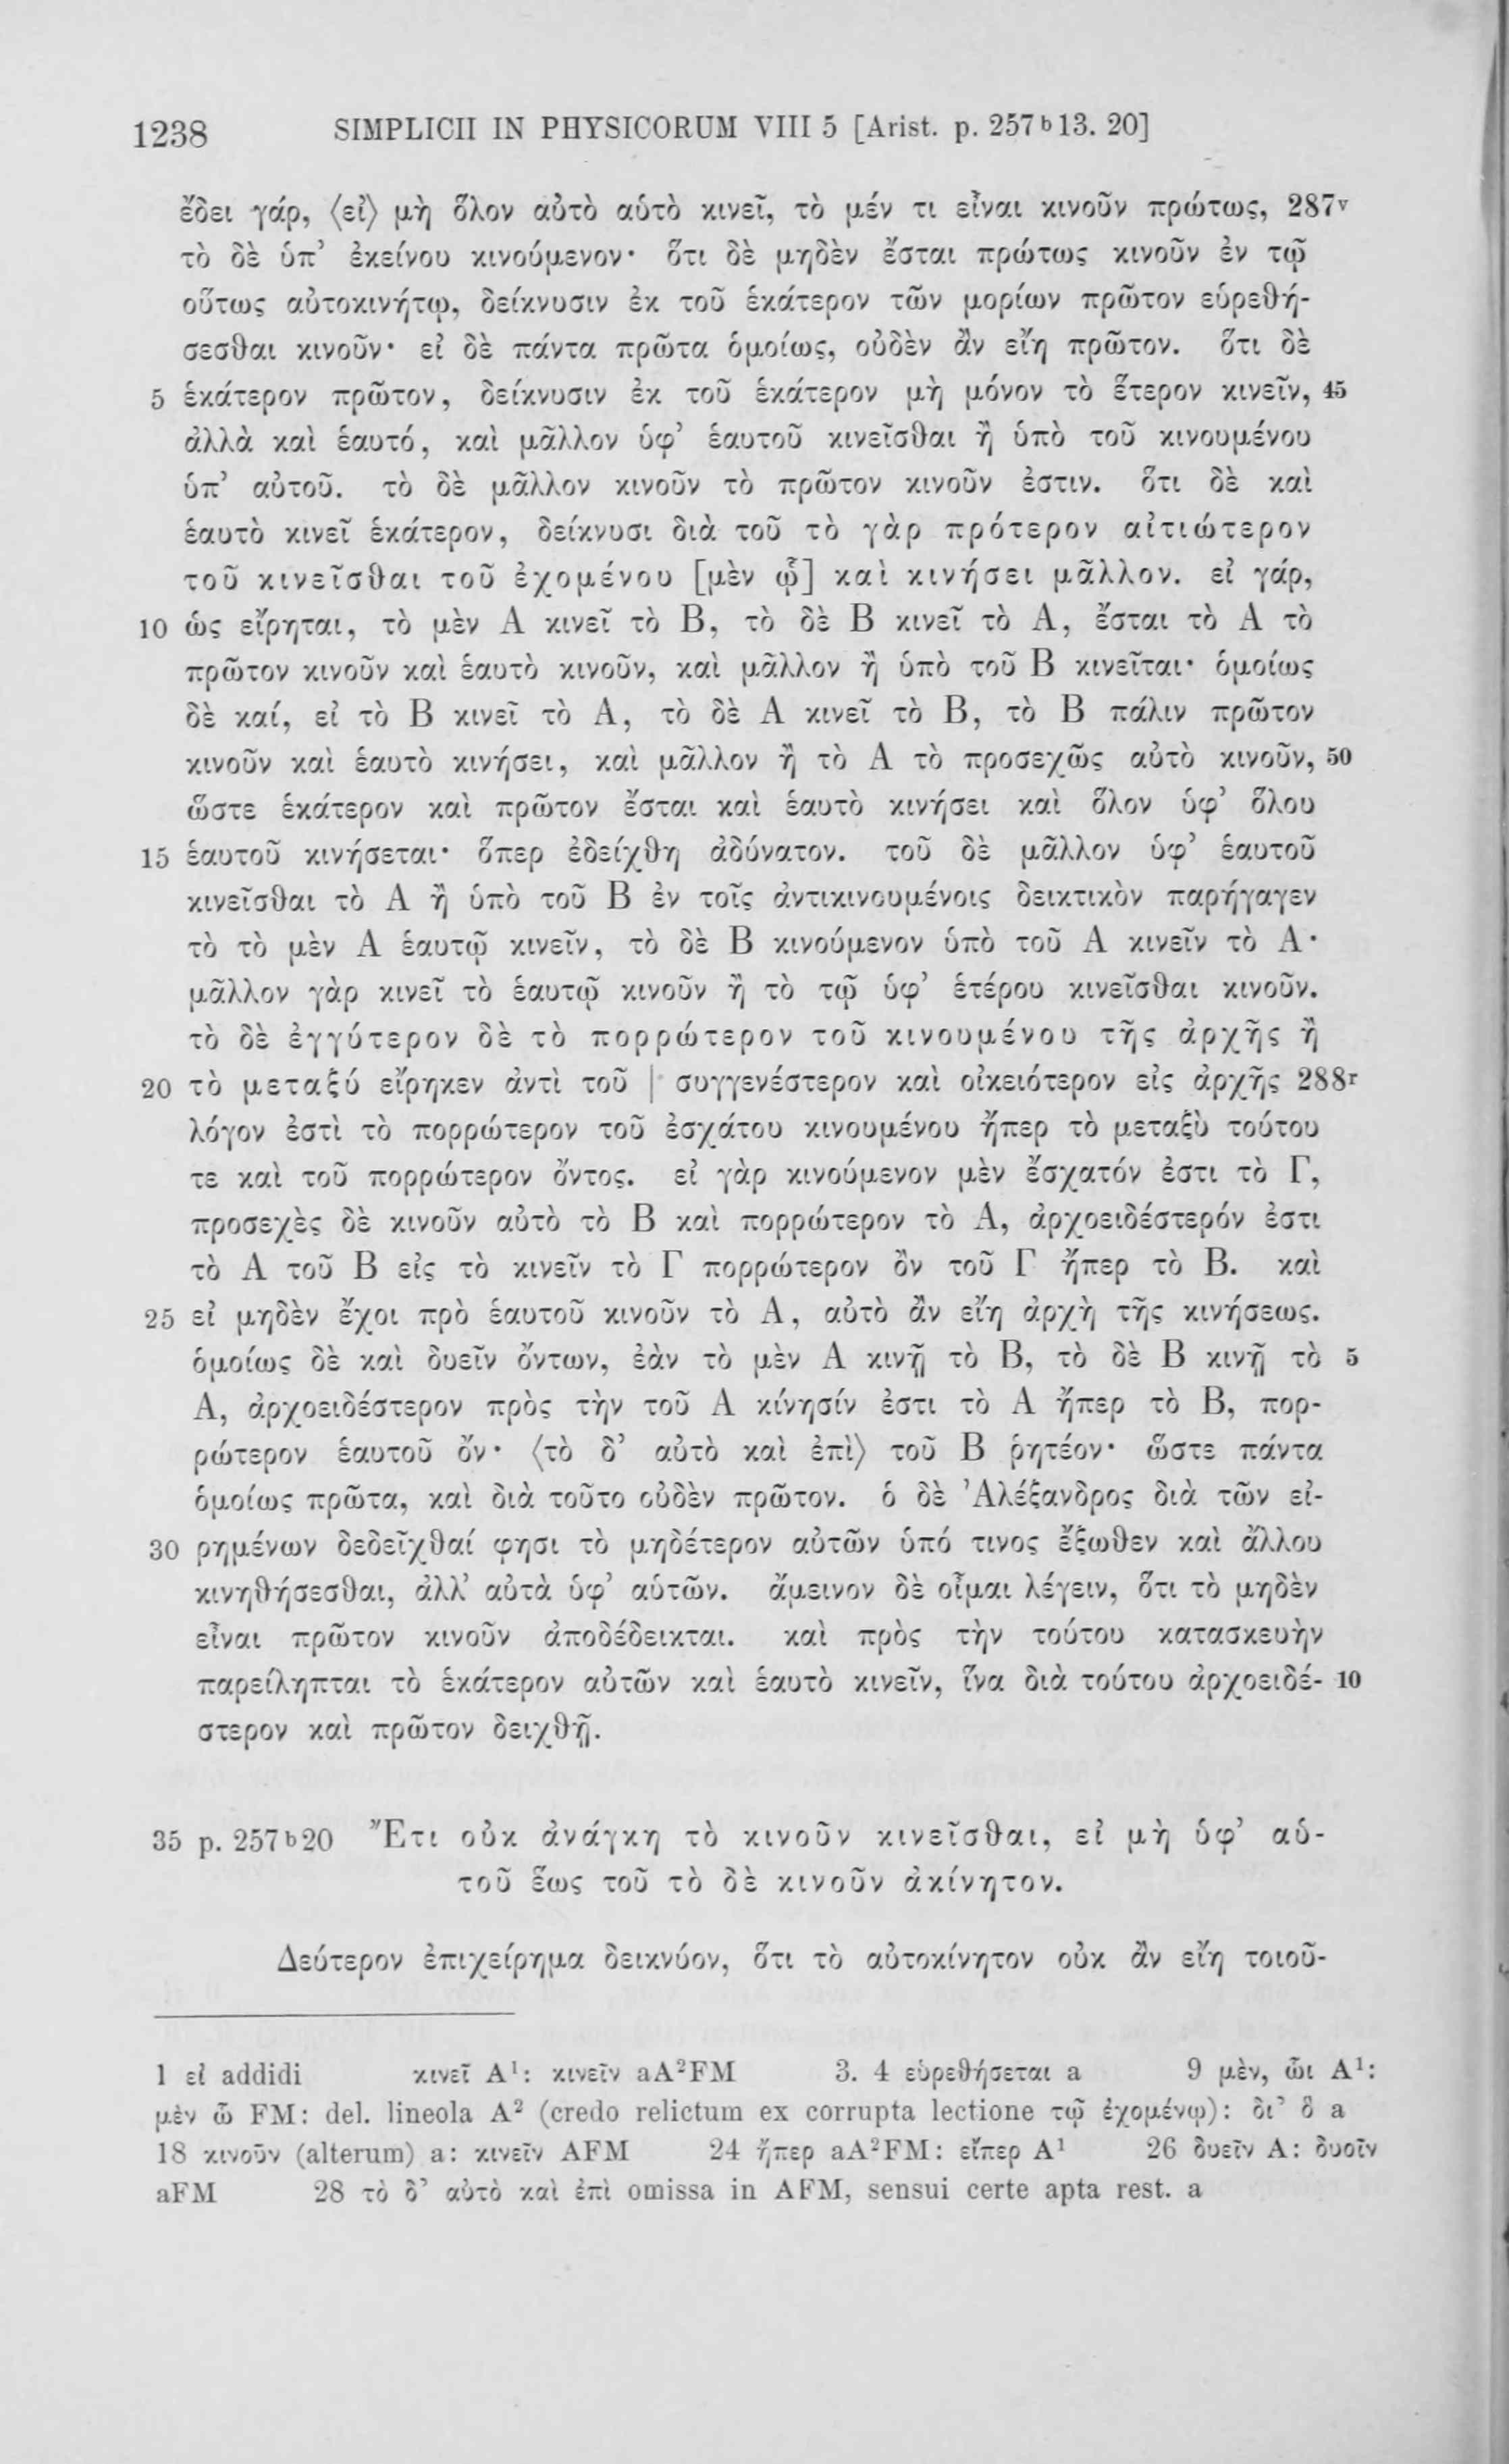 1238 SIMPLICII IN PHYSICORUM VIII 5 [Arist. p. 257 b 13. 20]
ἔδει γάρ, ⟨εἰ⟩ μὴ ὅλον αὐτὸ αὑτὸ κινεῖ, τὸ μέν τι εἶναι κινοῦν πρώτως, 287v
τὸ δὲ ὑπ’ ἐκείνου κινούμενον· ὅτι δὲ μηδὲν ἔσται πρώτως κινοῦν ἐν τῷ
οὕτως αὐτοκινήτῳ, δείκνυσιν ἐκ τοῦ ἑκάτερον τῶν μορίων πρῶτον εὑρεθή-
σεσθαι κινοῦν· εἰ δὲ πάντα πρῶτα ὁμοίως, οὐδὲν ἂν εἴη πρῶτον. ὅτι δὲ
5 ἑκάτερον πρῶτον, δείκνυσιν ἐκ τοῦ ἑκάτερον μὴ μόνον τὸ ἕτερον κινεῖν, 45
ἀλλὰ καὶ ἑαυτό, καὶ μᾶλλον ὑφ’ ἑαυτοῦ κινεῖσθαι ἢ ὑπὸ τοῦ κινουμένου
ὑπ’ αὐτοῦ. τὸ δὲ μᾶλλον κινοῦν τὸ πρῶτον κινοῦν ἐστιν. ὅτι δὲ καὶ
ἑαυτὸ κινεῖ ἑκάτερον, δείκνυσι διὰ τοῦ τὸ γὰρ πρότερον αἰτιώτερον
τοῦ κινεῖσθαι τοῦ ἐχομένου [μὲν ᾧ] καὶ κινήσει μᾶλλον. εἰ γάρ,
10 ὡς εἴρηται, τὸ μὲν Α κινεῖ τὸ Β, τὸ δὲ Β κινεῖ τὸ Α, ἔσται τὸ Α τὸ
πρῶτον κινοῦν καὶ ἑαυτὸ κινοῦν, καὶ μᾶλλον ἢ ὑπὸ τοῦ Β κινεῖται· ὁμοίως
δὲ καί, εἰ τὸ Β κινεῖ τὸ Α, τὸ δὲ Α κινεῖ τὸ Β, τὸ Β πάλιν πρῶτον
κινοῦν καὶ ἑαυτὸ κινήσει, καὶ μᾶλλον ἢ τὸ Α τὸ προσεχῶς αὐτὸ κινοῦν, 50
ὥστε ἑκάτερον καὶ πρῶτον ἔσται καὶ ἑαυτὸ κινήσει καὶ ὅλον ὑφ’ ὅλου
15 ἑαυτοῦ κινήσεται· ὅπερ ἐδείχθη ἀδύνατον. τοῦ δὲ μᾶλλον ὑφ’ ἑαυτοῦ
κινεῖσθαι τὸ Α ἢ ὑπὸ τοῦ Β ἐν τοῖς ἀντικινουμένοις δεικτικὸν παρήγαγεν
τὸ τὸ μὲν Α ἑαυτῷ κινεῖν, τὸ δὲ Β κινούμενον ὑπὸ τοῦ Α κινεῖν τὸ Α·
μᾶλλον γὰρ κινεῖ τὸ ἑαυτῷ κινοῦν ἢ τὸ τῷ ὑφ’ ἑτέρου κινεῖσθαι κινοῦν.
τὸ δὲ ἐγγύτερον δὲ τὸ πορρώτερον τοῦ κινουμένου τῆς ἀρχῆς ἢ
20 τὸ μεταξύ εἴρηκεν ἀντὶ τοῦ | συγγενέστερον καὶ οἰκειότερον εἰς ἀρχῆς 288r
λόγον ἐστὶ τὸ πορρώτερον τοῦ ἐσχάτου κινουμένου ἤπερ τὸ μεταξὺ τούτου
τε καὶ τοῦ πορρώτερον ὄντος. εἰ γὰρ κινούμενον μὲν ἔσχατόν ἐστι τὸ Γ,
προσεχὲς δὲ κινοῦν αὐτὸ τὸ Β καὶ πορρώτερον τὸ Α, ἀρχοειδέστερόν ἐστι
τὸ Α τοῦ Β εἰς τὸ κινεῖν τὸ Γ πορρώτερον ὂν τοῦ Γ ἤπερ τὸ Β. καὶ
25 εἰ μηδὲν ἔχοι πρὸ ἑαυτοῦ κινοῦν τὸ Α, αὐτὸ ἂν εἴη ἀρχὴ τῆς κινήσεως.
ὁμοίως δὲ καὶ δυεῖν ὄντων, ἐὰν τὸ μὲν Α κινῇ τὸ Β, τὸ δὲ Β κινῇ τὸ 5
Α, ἀρχοειδέστερον πρὸς τὴν τοῦ Α κίνησίν ἐστι τὸ Α ἤπερ τὸ Β, πορ-
ρώτερον ἑαυτοῦ ὄν· ⟨τὸ δ’ αὐτὸ καὶ ἐπὶ⟩ τοῦ Β ῥητέον· ὥστε πάντα
ὁμοίως πρῶτα, καὶ διὰ τοῦτο οὐδὲν πρῶτον. ὁ δὲ Ἀλέξανδρος διὰ τῶν εἰ-
30 ρημένων δεδεῖχθαί φησι τὸ μηδέτερον αὐτῶν ὑπό τινος ἔξωθεν καὶ ἄλλου
κινηθήσεσθαι, ἀλλ’ αὐτὰ ὑφ’ αὑτῶν. ἄμεινον δὲ οἶμαι λέγειν, ὅτι τὸ μηδὲν
εἶναι πρῶτον κινοῦν ἀποδέδεικται. καὶ πρὸς τὴν τούτου κατασκευὴν
παρείληπται τὸ ἑκάτερον αὐτῶν καὶ ἑαυτὸ κινεῖν, ἵνα διὰ τούτου ἀρχοειδέ- 10
στερον καὶ πρῶτον δειχθῇ.
35 p. 257 b 20 Ἔτι οὐκ ἀνάγκη τὸ κινοῦν κινεῖσθαι, εἰ μὴ ὑφ’ αὑ-
τοῦ ἕως τοῦ τὸ δὲ κινοῦν ἀκίνητον.
Δεύτερον ἐπιχείρημα δεικνύον, ὅτι τὸ αὐτοκίνητον οὐκ ἂν εἴη τοιοῦ-
1 εἰ addidi κινεῖ A¹: κινεῖν aA²FM 3. 4 εὑρεθήσεται a 9 μὲν, ὧι A¹:
μὲν ὧ FM: del. lineola A² (credo relictum ex corrupta lectione τῷ ἐχομένῳ): δι’ ὃ a
18 κινοῦν (alterum) a: κινεῖν AFM 24 ἤπερ aA²FM: εἴπερ A¹ 26 δυεῖν A: δυοῖν
aFM 28 τὸ δ’ αὐτὸ καὶ ἐπὶ omissa in AFM, sensui certe apta rest. a